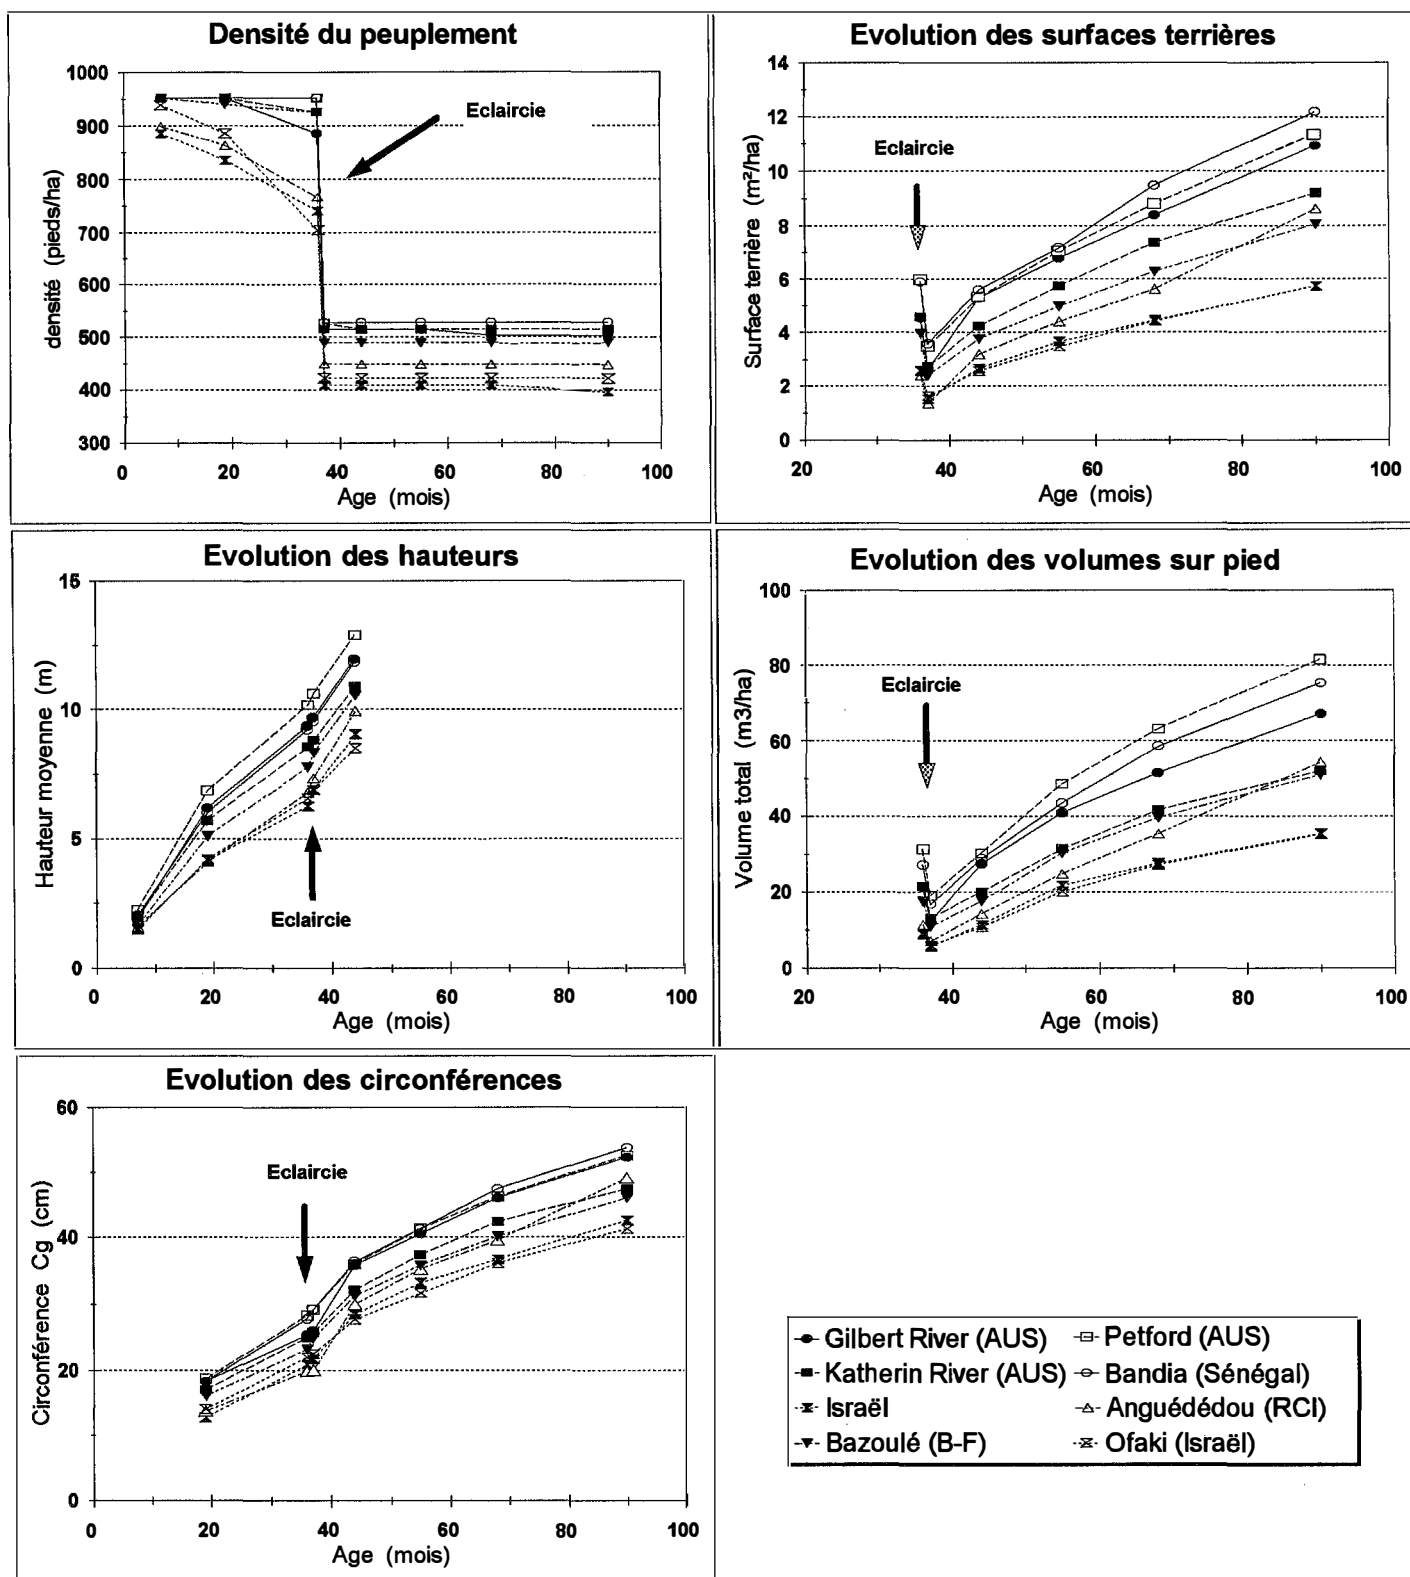 Densité du peuplement
1000
900
800
700
600
500
400
300
densité (pieds/ha)
Eclaircie
0 20 40 60 80 100
Age (mois)
Evolution des surfaces terrières
14
12
10
8
6
4
2
0
Surface terrière (m²/ha)
Eclaircie
20 40 60 80 100
Age (mois)
Evolution des hauteurs
15
10
5
0
Hauteur moyenne (m)
Eclaircie
0 20 40 60 80 100
Age (mois)
Evolution des volumes sur pied
100
80
60
40
20
0
Volume total (m3/ha)
Eclaircie
20 40 60 80 100
Age (mois)
Evolution des circonférences
60
40
20
0
Circonférence Cg (cm)
Eclaircie
0 20 40 60 80 100
Age (mois)
Gilbert River (AUS) Petford (AUS)
Katherin River (AUS) Bandia (Sénégal)
Israël Anguédédou (RCI)
Bazoulé (B-F) Ofaki (Israël)